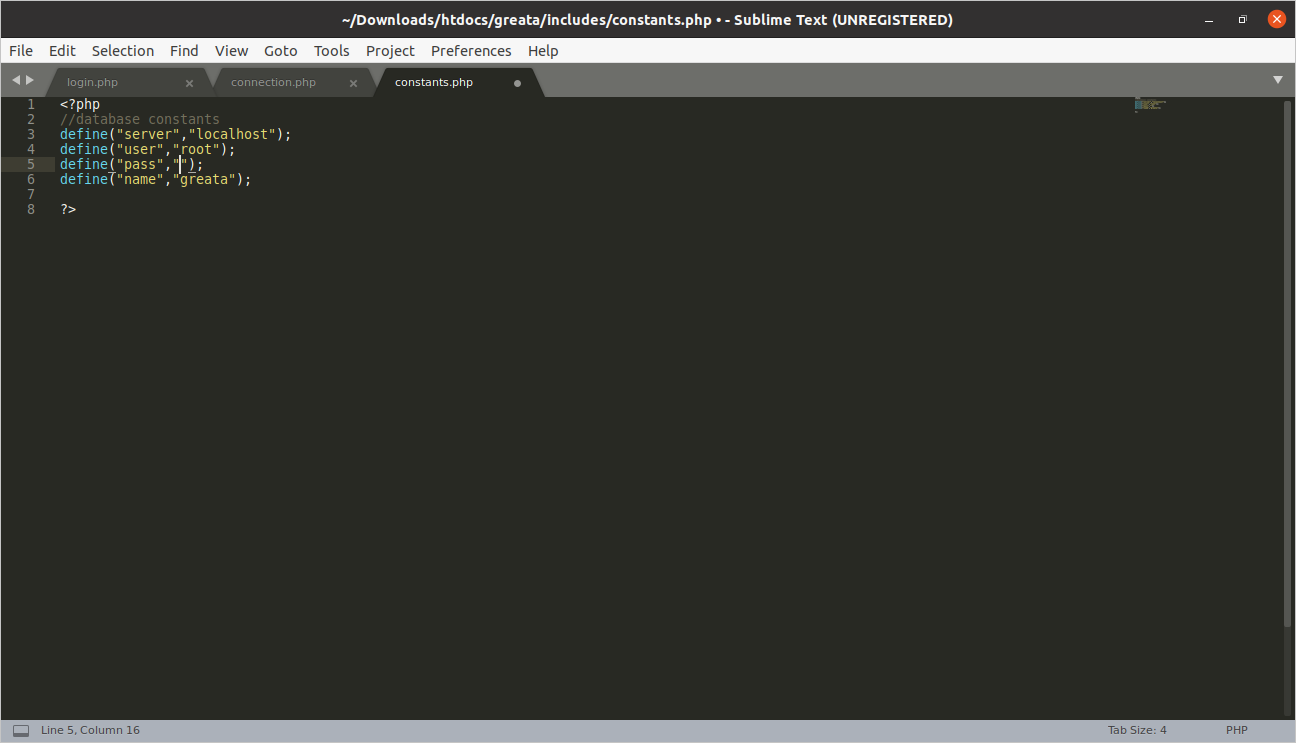 ~/Downloads/htdocs/greata/includes/constants.php • - Sublime Text (UNREGISTERED)
File Edit Selection Find View Goto Tools Project Preferences Help
login.php × connection.php × constants.php
1 <?php
2 //database constants
3 define("server","localhost");
4 define("user","root");
5 define("pass","");
6 define("name","greata");
7
8 ?>
Line 5, Column 16 Tab Size: 4 PHP